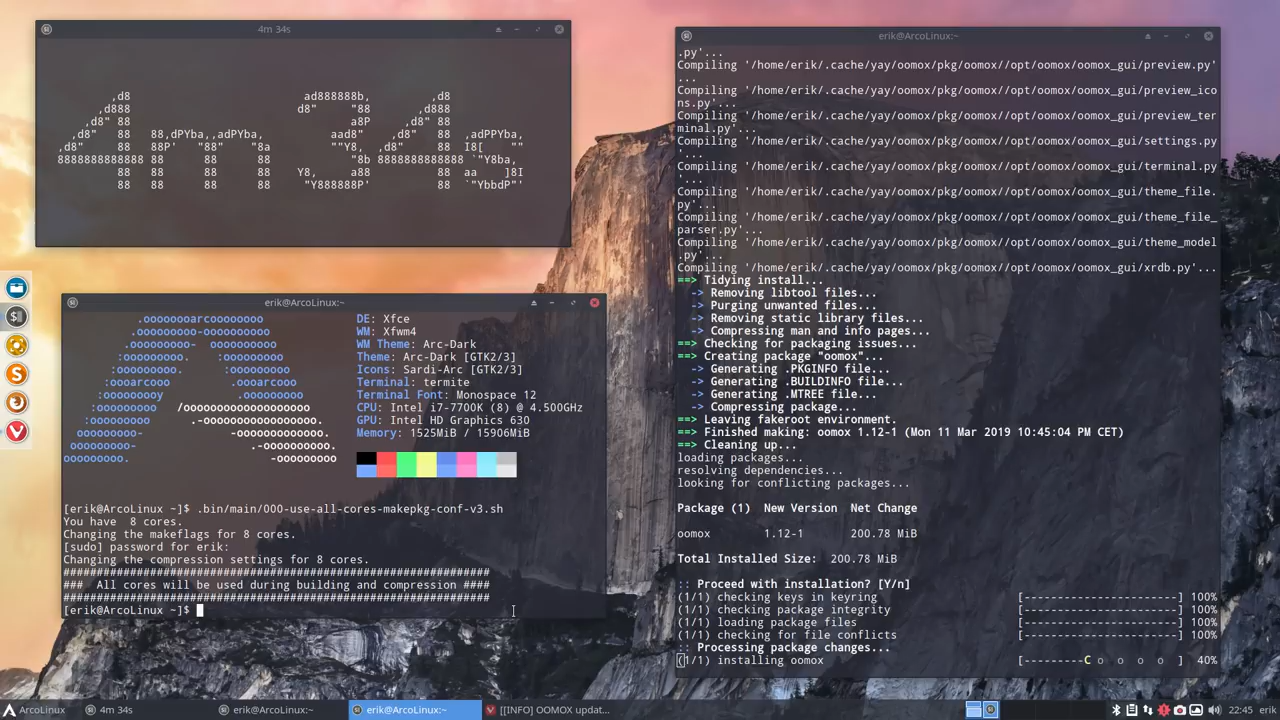 4m 34s
4m 34s
erik@ArcoLinux:~
DE: Xfce
WM: Xfwm4
WM Theme: Arc-Dark
Theme: Arc-Dark [GTK2/3]
Icons: Sardi-Arc [GTK2/3]
Terminal: termite
Terminal Font: Monospace 12
CPU: Intel i7-7700K (8) @ 4.500GHz
GPU: Intel HD Graphics 630
Memory: 1525MiB / 15906MiB
[erik@ArcoLinux ~]$ .bin/main/000-use-all-cores-makepkg-conf-v3.sh
You have  8 cores.
Changing the makeflags for 8 cores.
[sudo] password for erik:
Changing the compression settings for 8 cores.
################################################################
###  All cores will be used during building and compression ####
################################################################
[erik@ArcoLinux ~]$
erik@ArcoLinux:~
.py'...
Compiling '/home/erik/.cache/yay/oomox/pkg/oomox//opt/oomox/oomox_gui/preview.py'
...
Compiling '/home/erik/.cache/yay/oomox/pkg/oomox//opt/oomox/oomox_gui/preview_ico
ns.py'...
Compiling '/home/erik/.cache/yay/oomox/pkg/oomox//opt/oomox/oomox_gui/preview_ter
minal.py'...
Compiling '/home/erik/.cache/yay/oomox/pkg/oomox//opt/oomox/oomox_gui/settings.py
'...
Compiling '/home/erik/.cache/yay/oomox/pkg/oomox//opt/oomox/oomox_gui/terminal.py
'...
Compiling '/home/erik/.cache/yay/oomox/pkg/oomox//opt/oomox/oomox_gui/theme_file.
py'...
Compiling '/home/erik/.cache/yay/oomox/pkg/oomox//opt/oomox/oomox_gui/theme_file_
parser.py'...
Compiling '/home/erik/.cache/yay/oomox/pkg/oomox//opt/oomox/oomox_gui/theme_model
.py'...
Compiling '/home/erik/.cache/yay/oomox/pkg/oomox//opt/oomox/oomox_gui/xrdb.py'...
==> Tidying install...
-> Removing libtool files...
-> Purging unwanted files...
-> Removing static library files...
-> Compressing man and info pages...
==> Checking for packaging issues...
==> Creating package "oomox"...
-> Generating .PKGINFO file...
-> Generating .BUILDINFO file...
-> Generating .MTREE file...
-> Compressing package...
==> Leaving fakeroot environment.
==> Finished making: oomox 1.12-1 (Mon 11 Mar 2019 10:45:04 PM CET)
==> Cleaning up...
loading packages...
resolving dependencies...
looking for conflicting packages...
Package (1)  New Version  Net Change
oomox        1.12-1       200.78 MiB
Total Installed Size:  200.78 MiB
:: Proceed with installation? [Y/n]
(1/1) checking keys in keyring [-----------------------] 100%
(1/1) checking package integrity [-----------------------] 100%
(1/1) loading package files [-----------------------] 100%
(1/1) checking for file conflicts [-----------------------] 100%
:: Processing package changes...
(1/1) installing oomox [---------C o  o  o  o  ] 40%
ArcoLinux
4m 34s
erik@ArcoLinux:~
erik@ArcoLinux:~
[[INFO] OOMOX updat...
22:45
erik